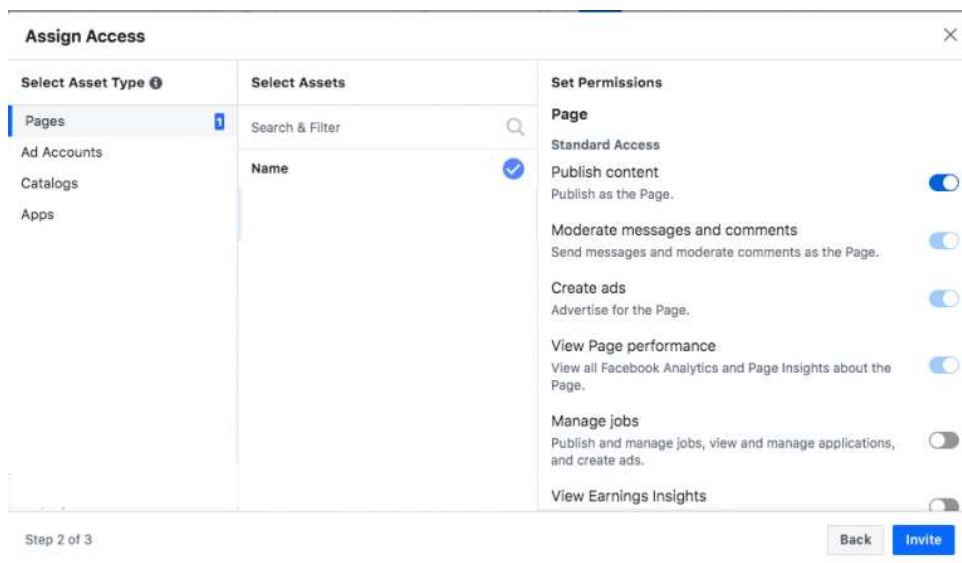 Assign Access
Select Asset Type
Pages
1
Ad Accounts
Catalogs
Apps
Select Assets
Search & Filter
Name
Set Permissions
Page
Standard Access
Publish content
Publish as the Page.
Moderate messages and comments
Send messages and moderate comments as the Page.
Create ads
Advertise for the Page.
View Page performance
View all Facebook Analytics and Page Insights about the
Page.
Manage jobs
Publish and manage jobs, view and manage applications,
and create ads.
View Earnings Insights
Step 2 of 3
Back
Invite